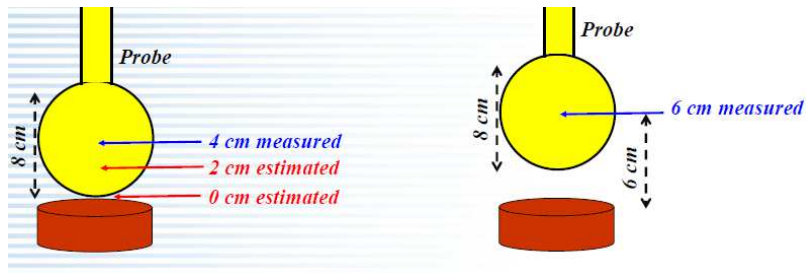 Probe
8 cm
4 cm measured
2 cm estimated
0 cm estimated
Probe
8 cm
6 cm measured
6 cm